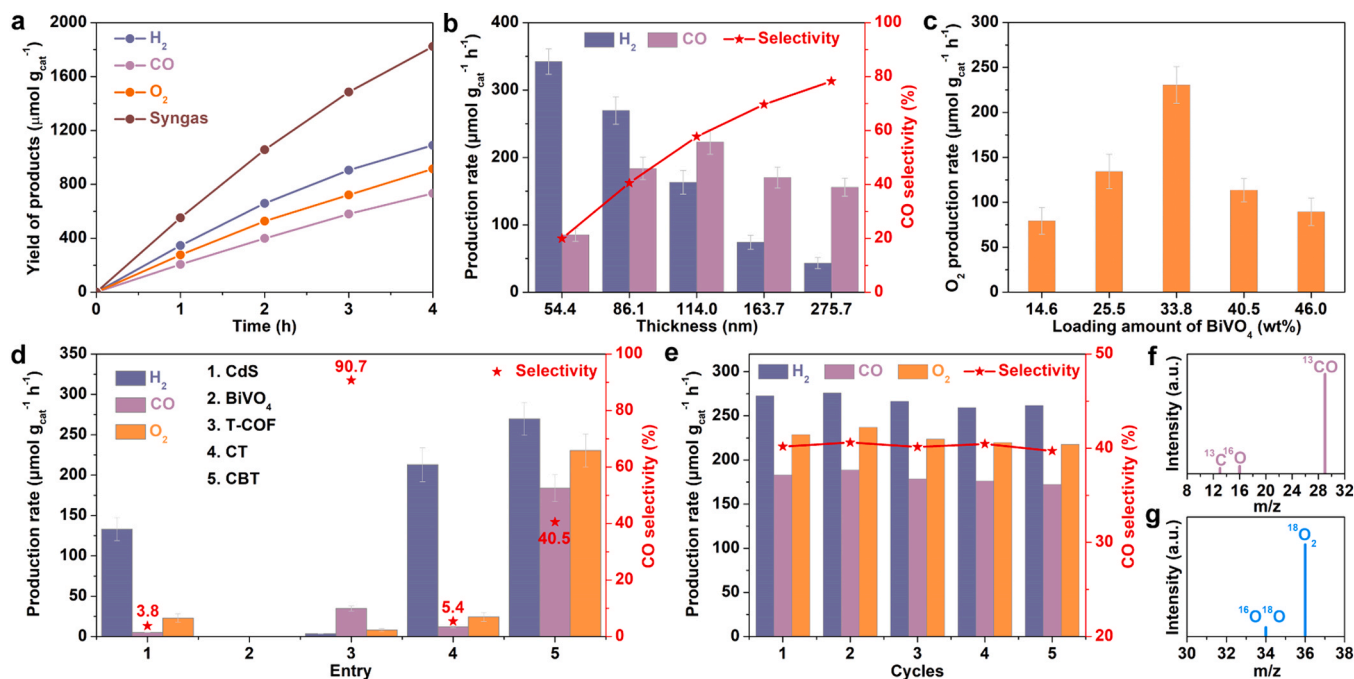 a
Yield of products (μmol g_cat⁻¹)
2000
1600
1200
800
400
0
H₂
CO
O₂
Syngas
0 1 2 3 4
Time (h)
b
Production rate (μmol g_cat⁻¹ h⁻¹)
400
300
200
100
0
H₂ CO Selectivity
100
80
60
40
20
0
CO selectivity (%)
54.4 86.1 114.0 163.7 275.7
Thickness (nm)
c
O₂ production rate (μmol g_cat⁻¹ h⁻¹)
300
250
200
150
100
50
0
14.6 25.5 33.8 40.5 46.0
Loading amount of BiVO₄ (wt%)
d
Production rate (μmol g_cat⁻¹ h⁻¹)
350
300
250
200
150
100
50
0
H₂
CO
O₂
1. CdS
2. BiVO₄
3. T-COF
4. CT
5. CBT
Selectivity
3.8
90.7
5.4
40.5
100
80
60
40
20
0
CO selectivity (%)
1 2 3 4 5
Entry
e
Production rate (μmol g_cat⁻¹ h⁻¹)
350
300
250
200
150
100
50
0
H₂ CO O₂ Selectivity
50
40
30
20
CO selectivity (%)
1 2 3 4 5
Cycles
f
Intensity (a.u.)
¹³CO
¹³C ¹⁶O
8 12 16 20 24 28 32
m/z
g
Intensity (a.u.)
¹⁸O₂
¹⁶O¹⁸O
30 32 34 36 38
m/z